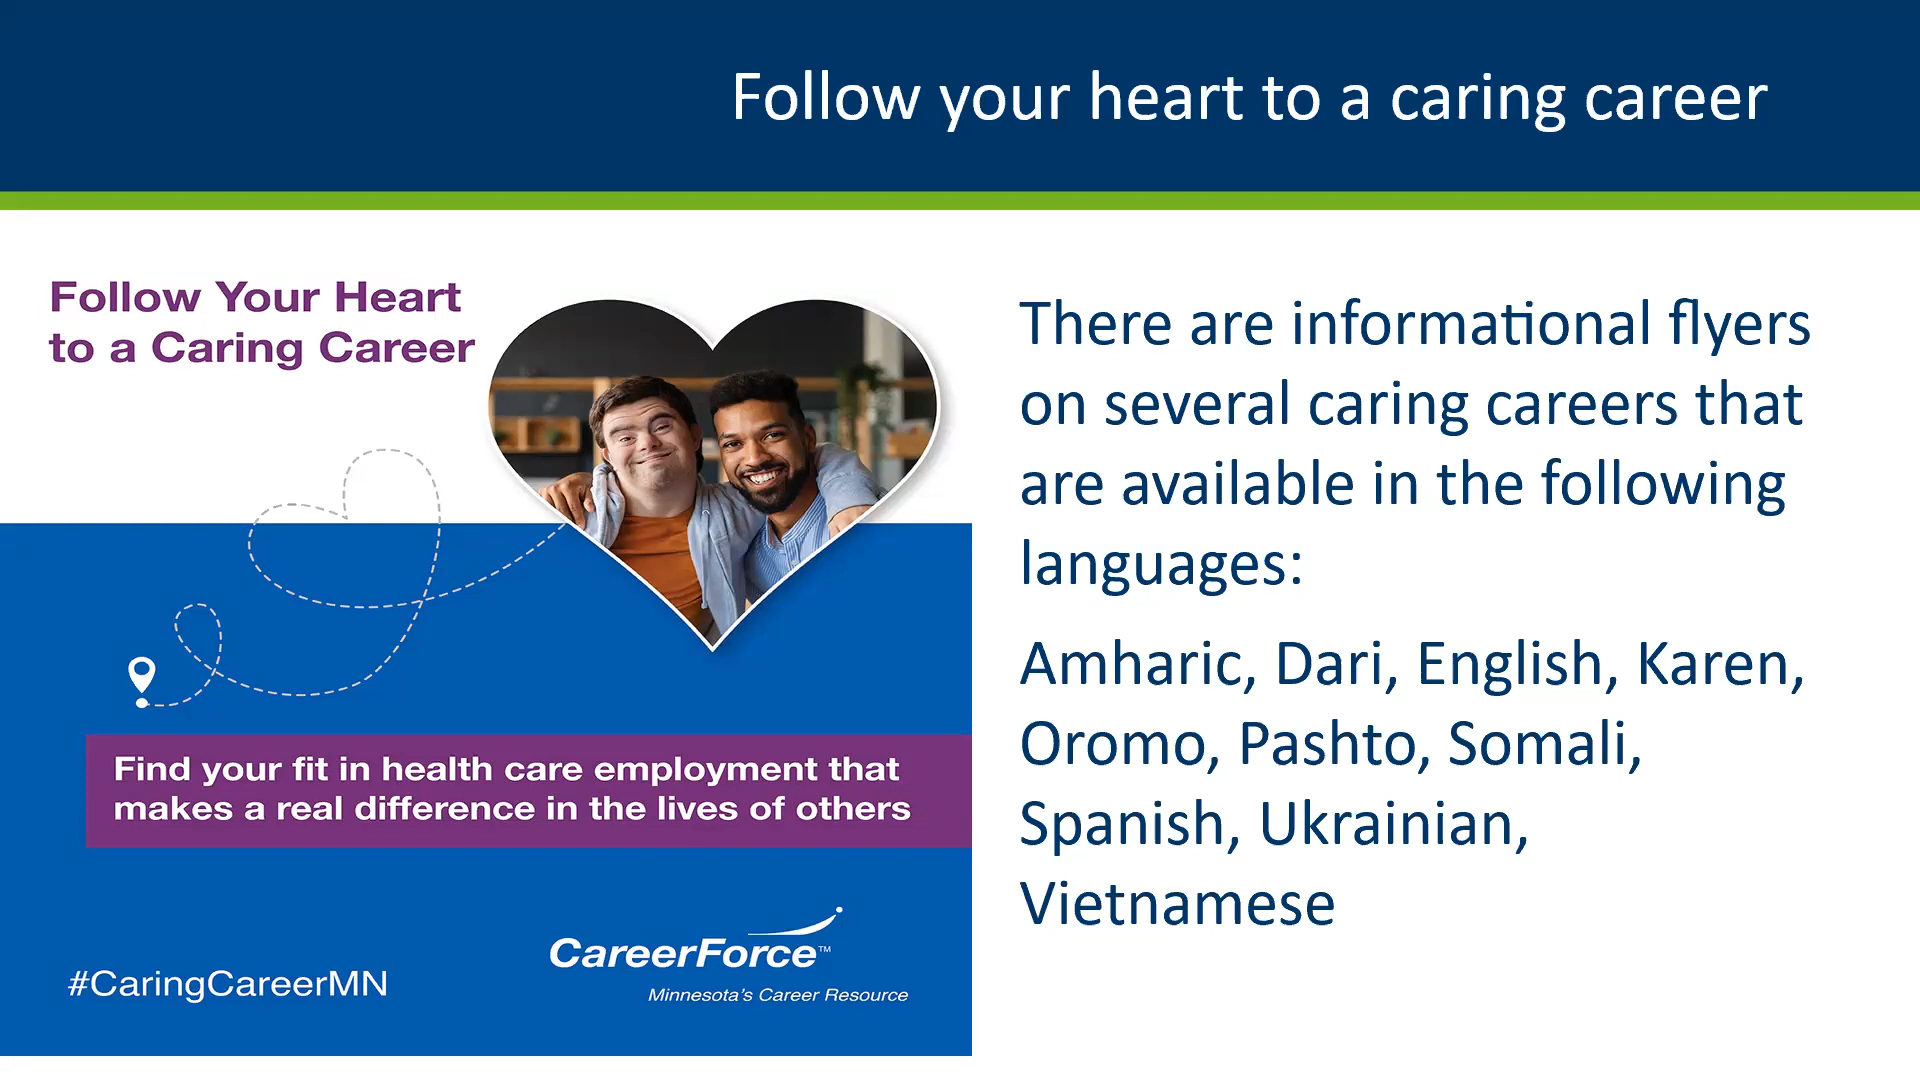 Follow your heart to a caring career
Follow Your Heart
to a Caring Career
Find your fit in health care employment that
makes a real difference in the lives of others
#CaringCareerMN
CareerForce™
Minnesota's Career Resource
There are informational flyers
on several caring careers that
are available in the following
languages:
Amharic, Dari, English, Karen,
Oromo, Pashto, Somali,
Spanish, Ukrainian,
Vietnamese